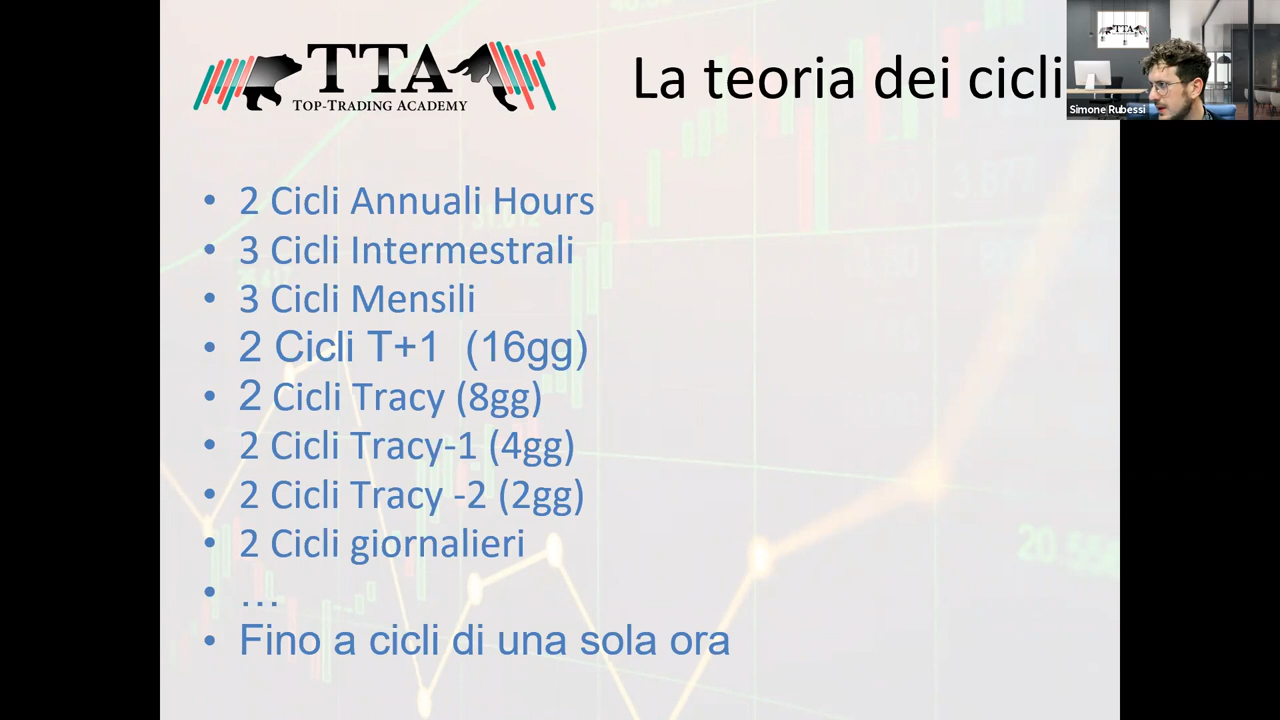 TTA
TOP-TRADING ACADEMY
La teoria dei cicli
TTA
Simone Rubessi
• 2 Cicli Annuali Hours
• 3 Cicli Intermestrali
• 3 Cicli Mensili
• 2 Cicli T+1 (16gg)
• 2 Cicli Tracy (8gg)
• 2 Cicli Tracy-1 (4gg)
• 2 Cicli Tracy -2 (2gg)
• 2 Cicli giornalieri
• ...
• Fino a cicli di una sola ora